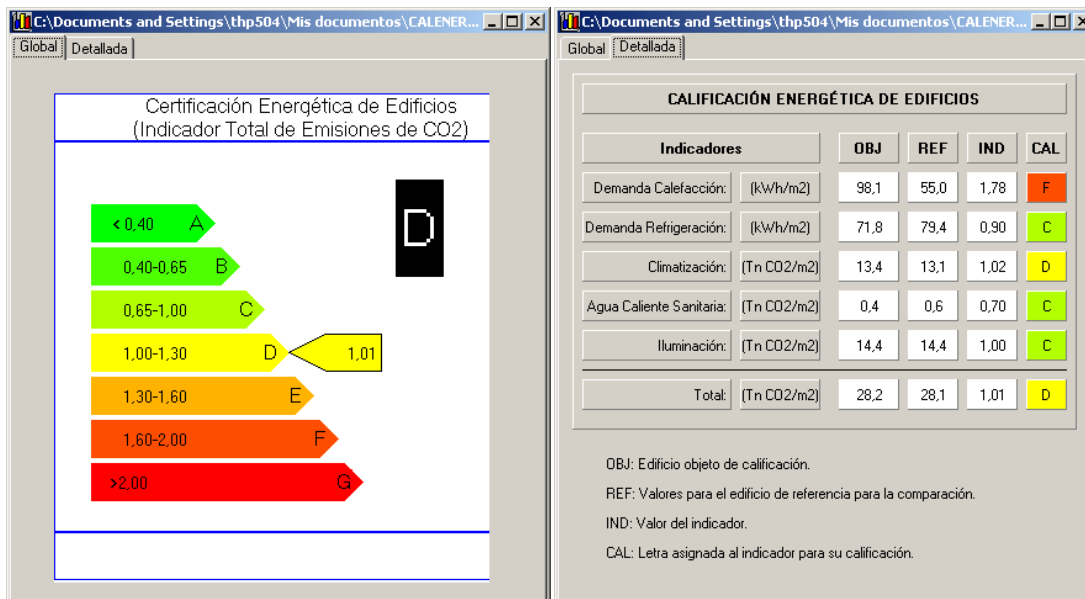 C:\Documents and Settings\thp504\Mis documentos\CALENER...
Global Detallada
Certificación Energética de Edificios
(Indicador Total de Emisiones de CO2)
D
< 0,40 A
0,40-0,65 B
0,65-1,00 C
1,00-1,30 D 1,01
1,30-1,60 E
1,60-2,00 F
>2,00 G
C:\Documents and Settings\thp504\Mis documentos\CALENER...
Global Detallada
CALIFICACIÓN ENERGÉTICA DE EDIFICIOS
Indicadores OBJ REF IND CAL
Demanda Calefacción: (kWh/m2) 98,1 55,0 1,78 F
Demanda Refrigeración: (kWh/m2) 71,8 79,4 0,90 C
Climatización: (Tn CO2/m2) 13,4 13,1 1,02 D
Agua Caliente Sanitaria: (Tn CO2/m2) 0,4 0,6 0,70 C
Iluminación: (Tn CO2/m2) 14,4 14,4 1,00 C
Total: (Tn CO2/m2) 28,2 28,1 1,01 D
OBJ: Edificio objeto de calificación.
REF: Valores para el edificio de referencia para la comparación.
IND: Valor del indicador.
CAL: Letra asignada al indicador para su calificación.